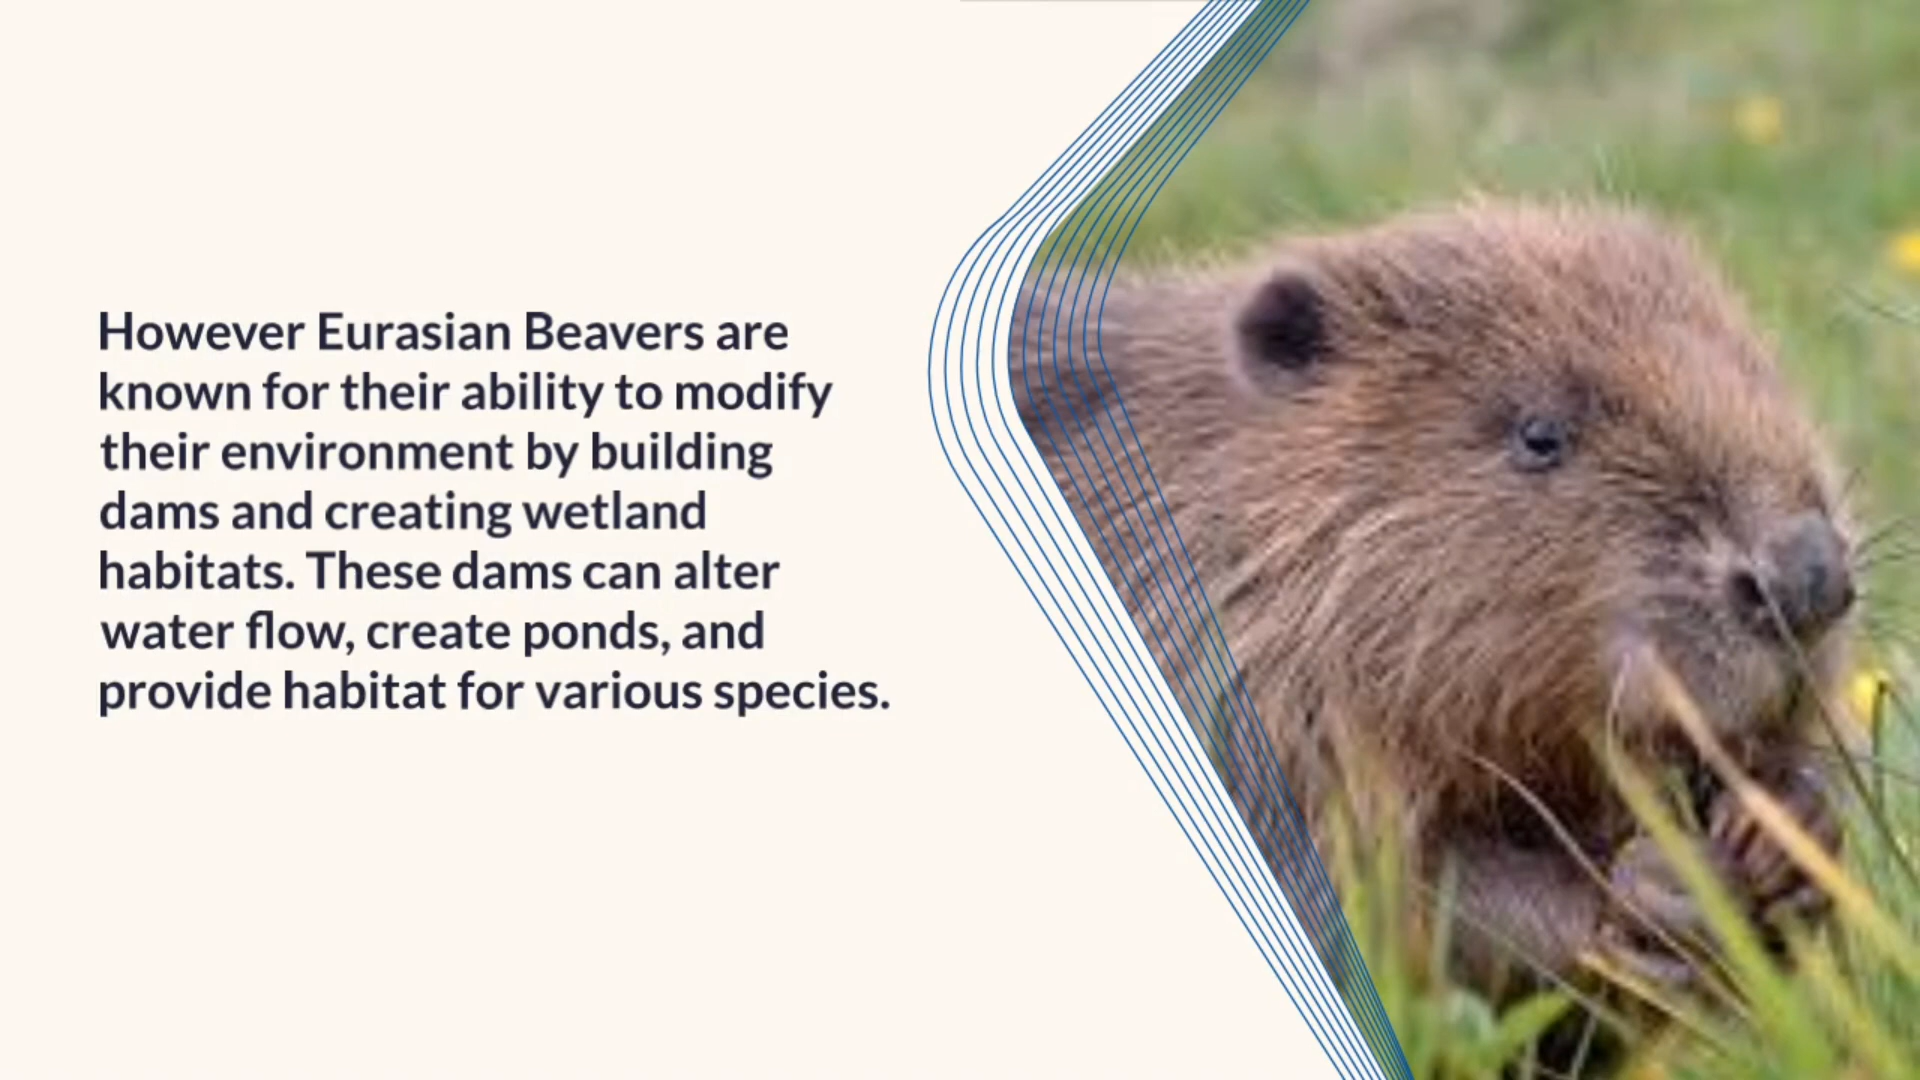 However Eurasian Beavers are
known for their ability to modify
their environment by building
dams and creating wetland
habitats. These dams can alter
water flow, create ponds, and
provide habitat for various species.